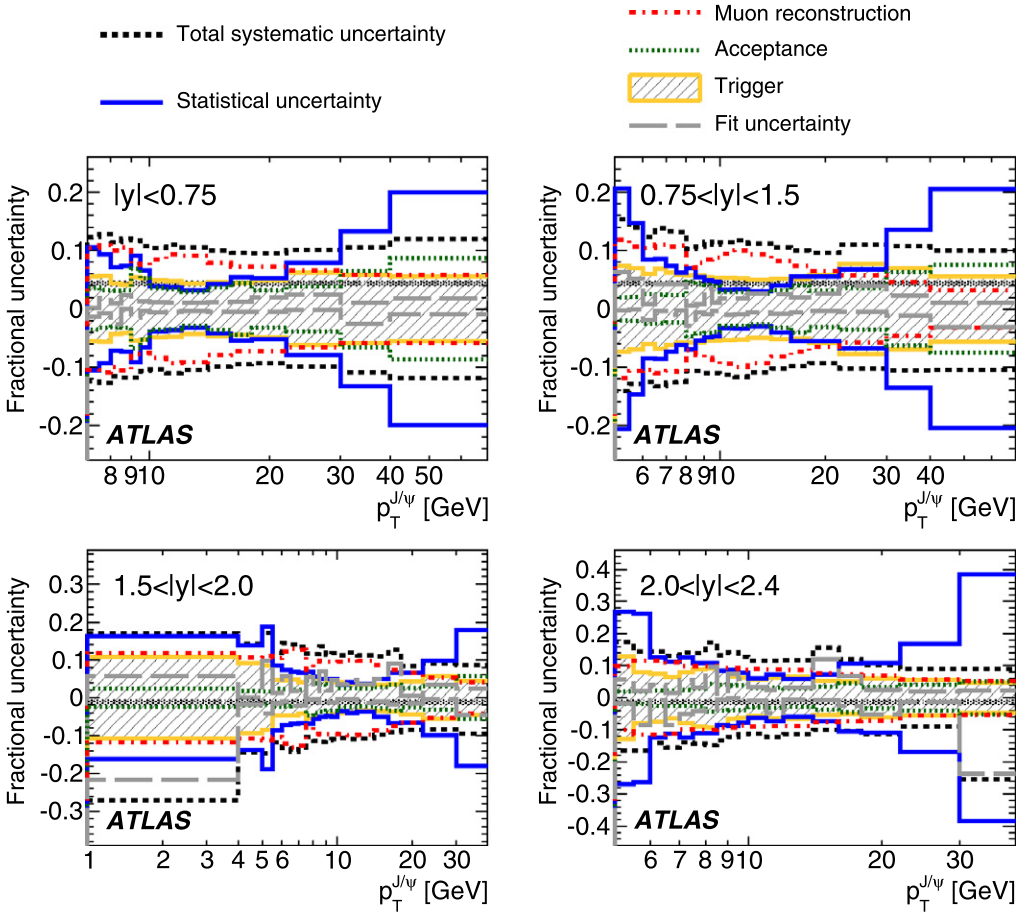 Total systematic uncertainty
Statistical uncertainty
Muon reconstruction
Acceptance
Trigger
Fit uncertainty
Fractional uncertainty
|y|<0.75
0.2
0.1
0
-0.1
-0.2
ATLAS
8 9 10 20 30 40 50
p_T^{J/ψ} [GeV]
Fractional uncertainty
0.75<|y|<1.5
0.2
0.1
0
-0.1
-0.2
ATLAS
6 7 8 9 10 20 30 40
p_T^{J/ψ} [GeV]
Fractional uncertainty
1.5<|y|<2.0
0.3
0.2
0.1
0
-0.1
-0.2
-0.3
ATLAS
1 2 3 4 5 6 10 20 30
p_T^{J/ψ} [GeV]
Fractional uncertainty
2.0<|y|<2.4
0.4
0.3
0.2
0.1
0
-0.1
-0.2
-0.3
-0.4
ATLAS
6 7 8 9 10 20 30
p_T^{J/ψ} [GeV]